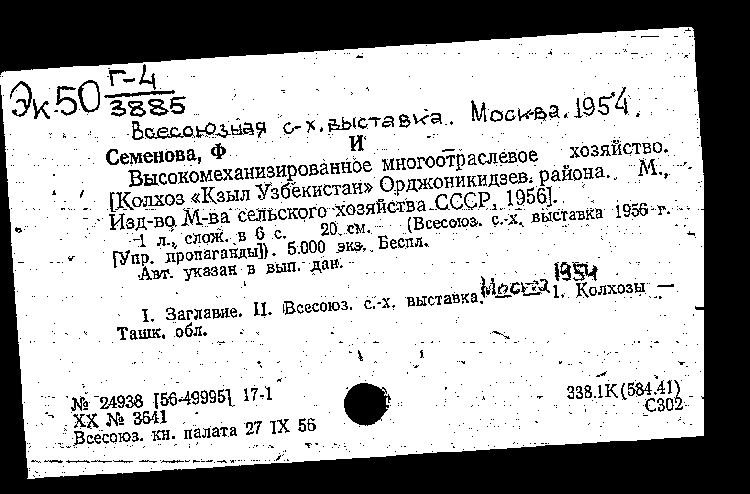 Эк50 Г-4
3885
Всесоюзная с-х. выставка. Москва. 1954.
Семенова, Ф И
Высокомеханизированное многоотраслевое хозяйство.
[Колхоз «Кзыл Узбекистан» Орджоникидзев. района. М.,
Изд-во М-ва сельского хозяйства СССР, 1956].
1 л., слож. в 6 с. 20 см. (Всесоюз. с.-х. выставка 1956 г.
[Упр. пропаганды]). 5.000 экз. Беспл.
Авт. указан в вып. дан.
I. Заглавие. II. Всесоюз. с.-х. выставка. Москва 1954 1. Колхозы —
Ташк. обл.
№ 24938 [56-49995] 17-1 338.1К(584.41)
XX № 3641 С302
Всесоюз. кн. палата 27 IX 56